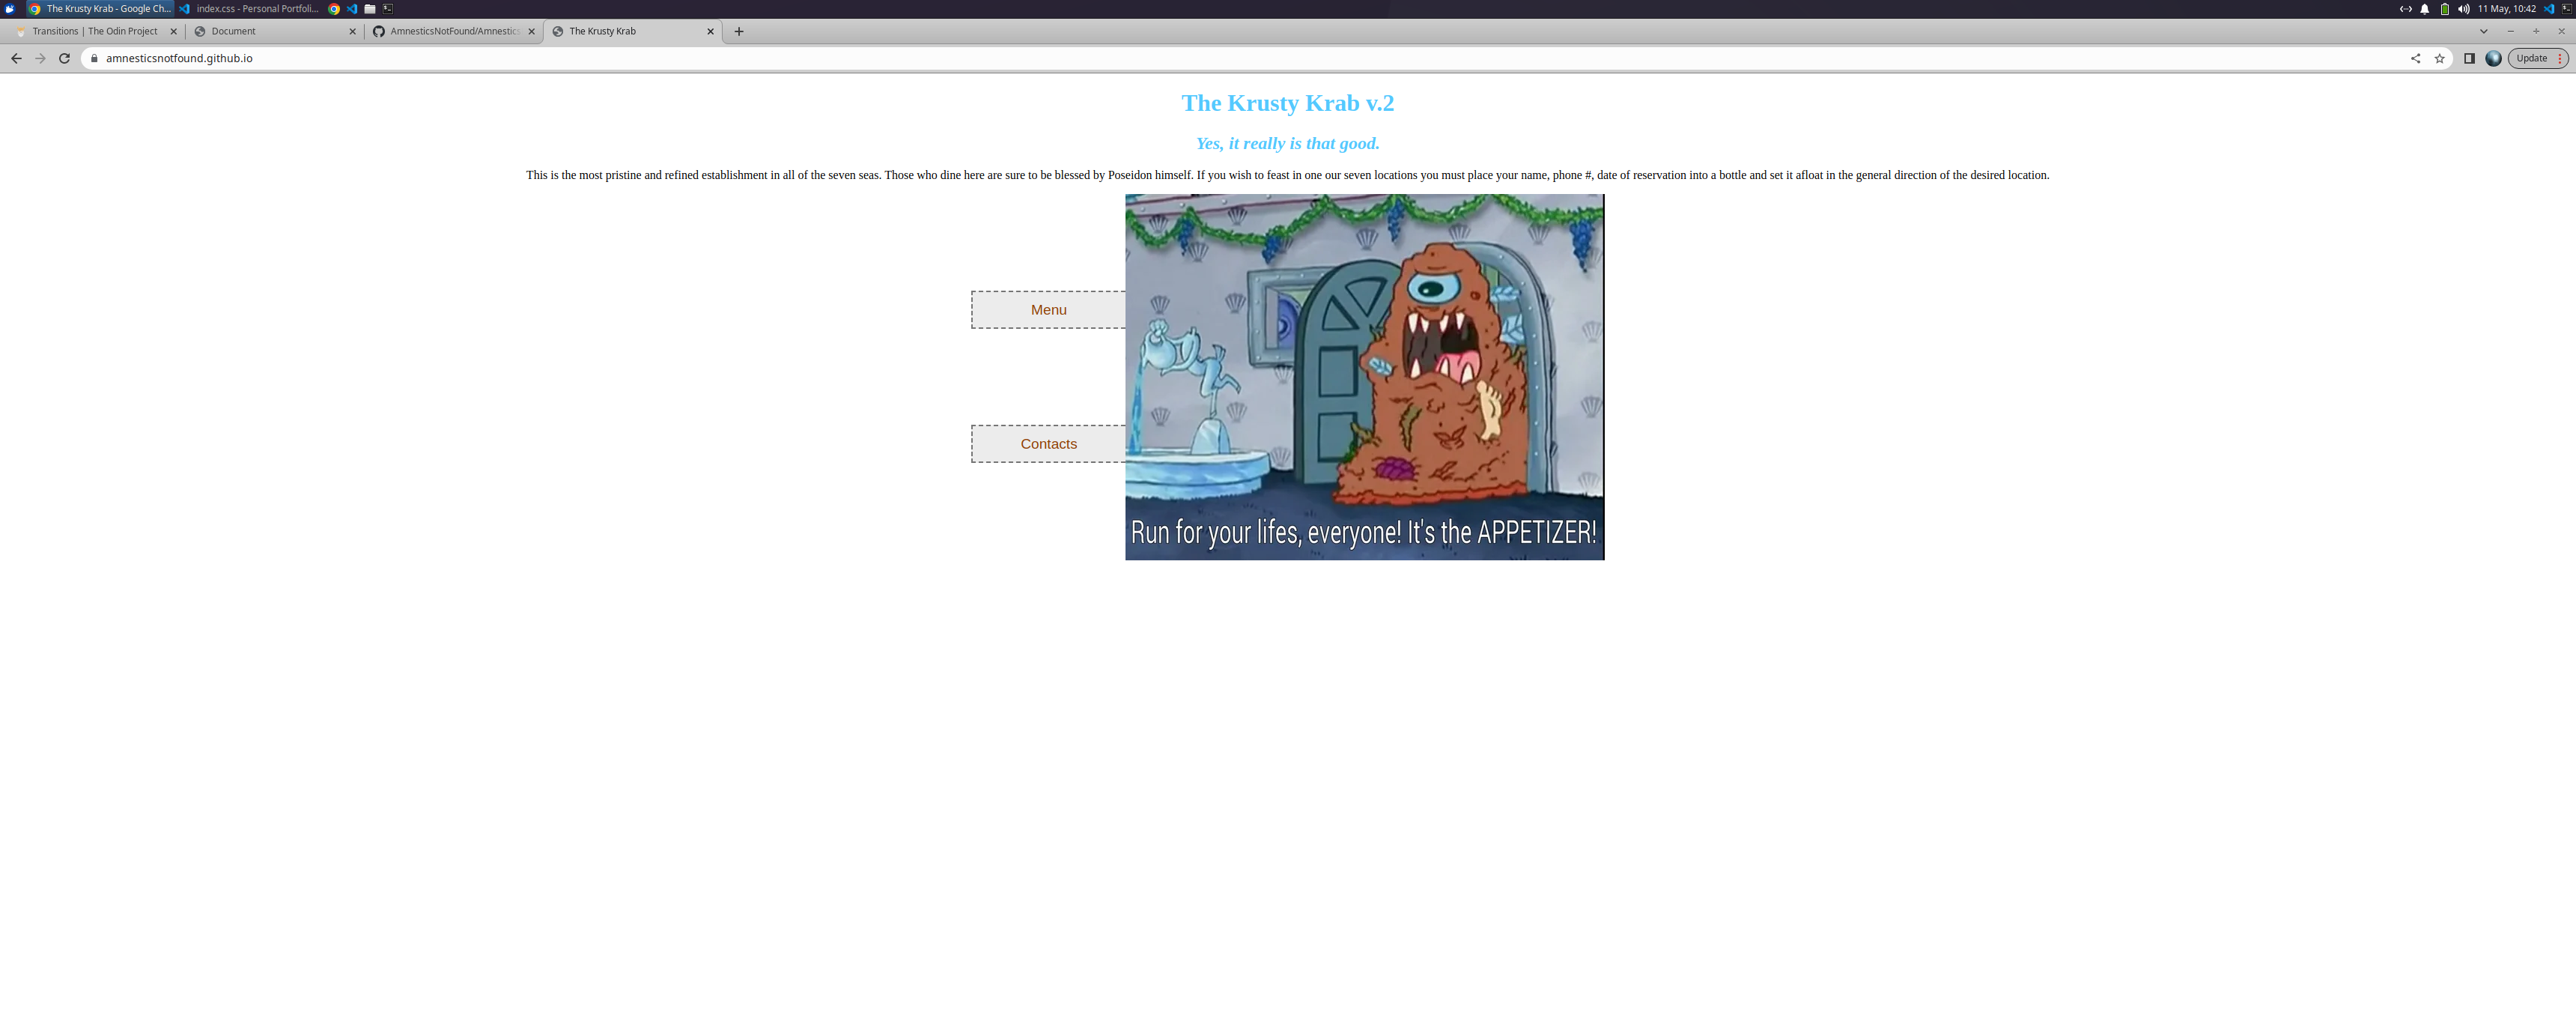 The Krusty Krab - Google Ch...
index.css - Personal Portfoli...
11 May, 10:42
Transitions | The Odin Project
Document
AmnesticsNotFound/Amnestics
The Krusty Krab
amnesticsnotfound.github.io
Update
The Krusty Krab v.2
Yes, it really is that good.
This is the most pristine and refined establishment in all of the seven seas. Those who dine here are sure to be blessed by Poseidon himself. If you wish to feast in one our seven locations you must place your name, phone #, date of reservation into a bottle and set it afloat in the general direction of the desired location.
Menu
Contacts
Run for your lifes, everyone! It's the APPETIZER!